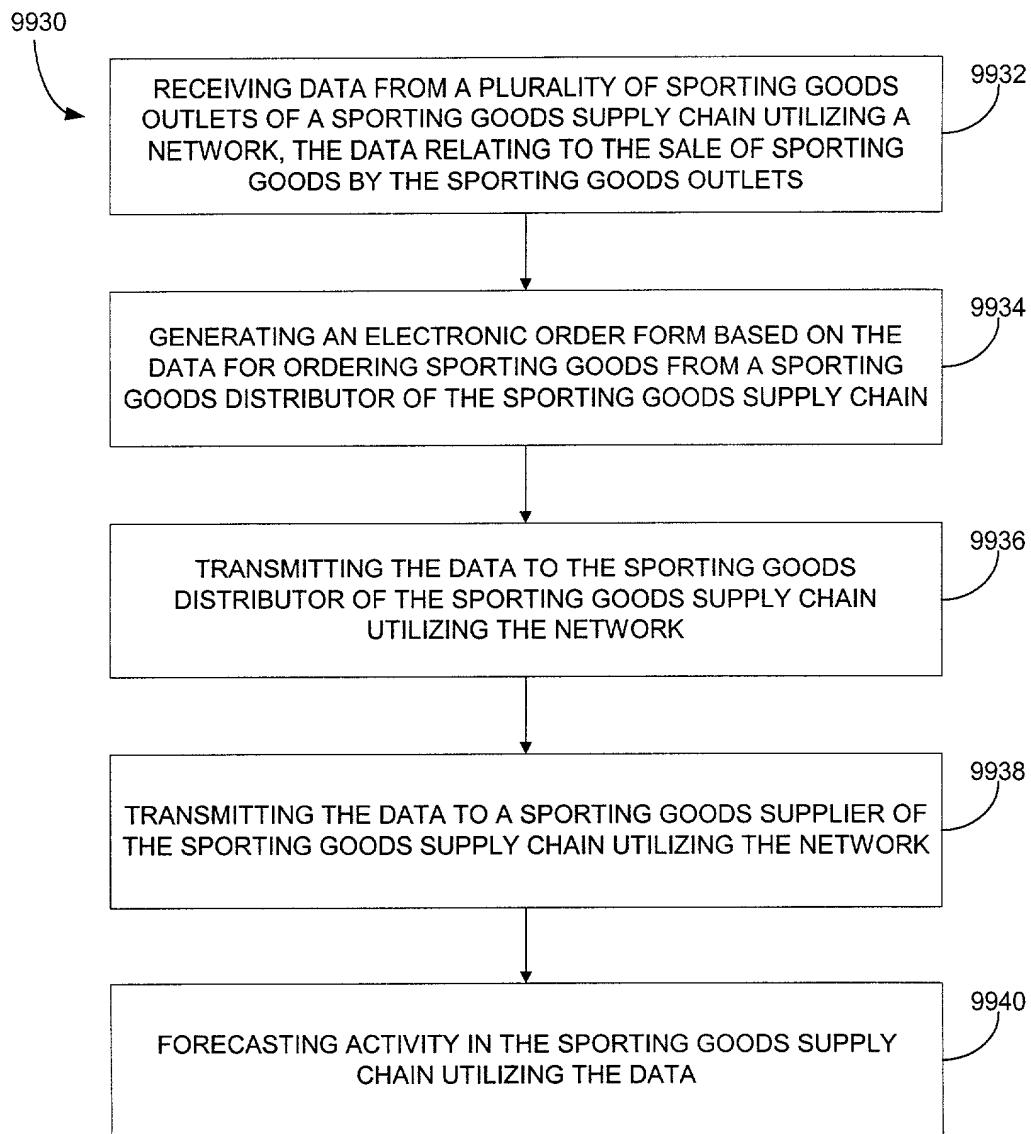 9930
9932
RECEIVING DATA FROM A PLURALITY OF SPORTING GOODS
OUTLETS OF A SPORTING GOODS SUPPLY CHAIN UTILIZING A
NETWORK, THE DATA RELATING TO THE SALE OF SPORTING
GOODS BY THE SPORTING GOODS OUTLETS
9934
GENERATING AN ELECTRONIC ORDER FORM BASED ON THE
DATA FOR ORDERING SPORTING GOODS FROM A SPORTING
GOODS DISTRIBUTOR OF THE SPORTING GOODS SUPPLY CHAIN
9936
TRANSMITTING THE DATA TO THE SPORTING GOODS
DISTRIBUTOR OF THE SPORTING GOODS SUPPLY CHAIN
UTILIZING THE NETWORK
9938
TRANSMITTING THE DATA TO A SPORTING GOODS SUPPLIER OF
THE SPORTING GOODS SUPPLY CHAIN UTILIZING THE NETWORK
9940
FORECASTING ACTIVITY IN THE SPORTING GOODS SUPPLY
CHAIN UTILIZING THE DATA